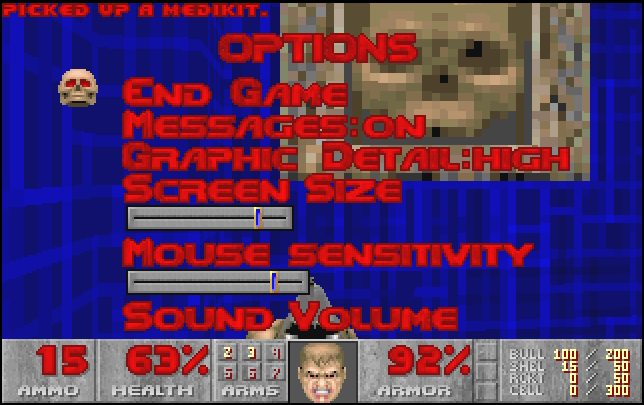 PICKED UP A MEDIKIT.
OPTIONS
END GAME
MESSAGES:ON
GRAPHIC DETAIL:HIGH
SCREEN SIZE
MOUSE SENSITIVITY
SOUND VOLUME
15 63% 2 3 4 92% BULL 100 / 200
5 6 7 SHEL 15 / 50
RCKT 0 / 50
AMMO HEALTH ARMS ARMOR CELL 0 / 300